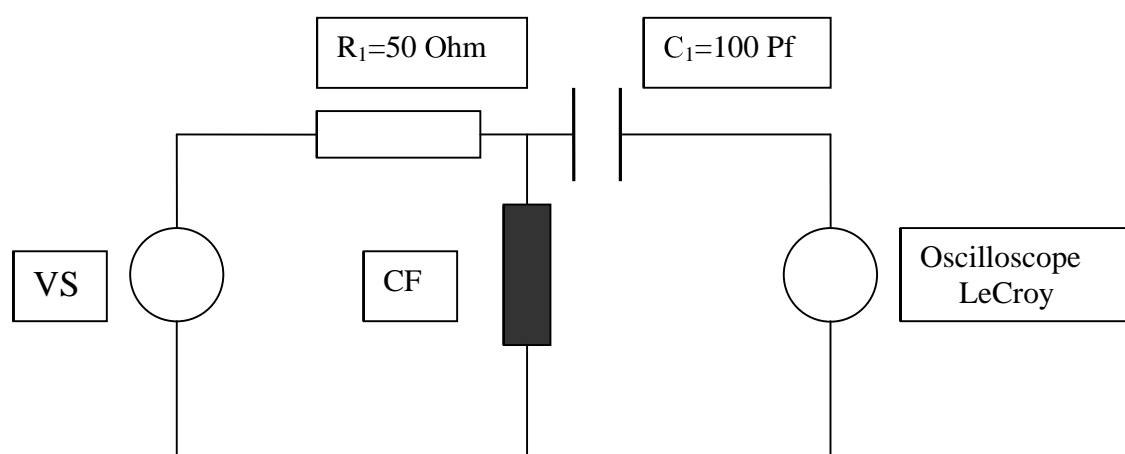 R₁=50 Ohm
C₁=100 Pf
VS
CF
Oscilloscope
LeCroy